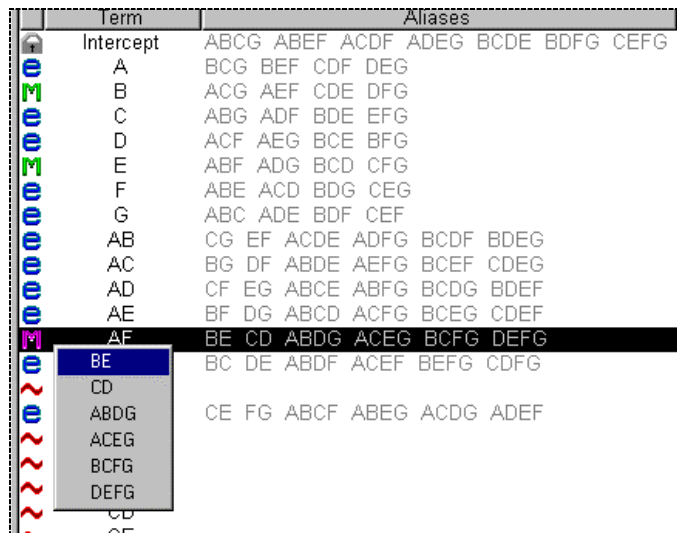 Term Aliases
Intercept ABCG ABEF ACDF ADEG BCDE BDFG CEFG
e A BCG BEF CDF DEG
M B ACG AEF CDE DFG
e C ABG ADF BDE EFG
e D ACF AEG BCE BFG
M E ABF ADG BCD CFG
e F ABE ACD BDG CEG
e G ABC ADE BDF CEF
e AB CG EF ACDE ADFG BCDF BDEG
e AC BG DF ABDE AEFG BCEF CDEG
e AD CF EG ABCE ABFG BCDG BDEF
e AE BF DG ABCD ACFG BCEG CDEF
M AF BE CD ABDG ACEG BCFG DEFG
e BE BC DE ABDF ACEF BEFG CDFG
~ CD
e ABDG CE FG ABCF ABEG ACDG ADEF
~ ACEG
~ BCFG
~ DEFG
~ CD